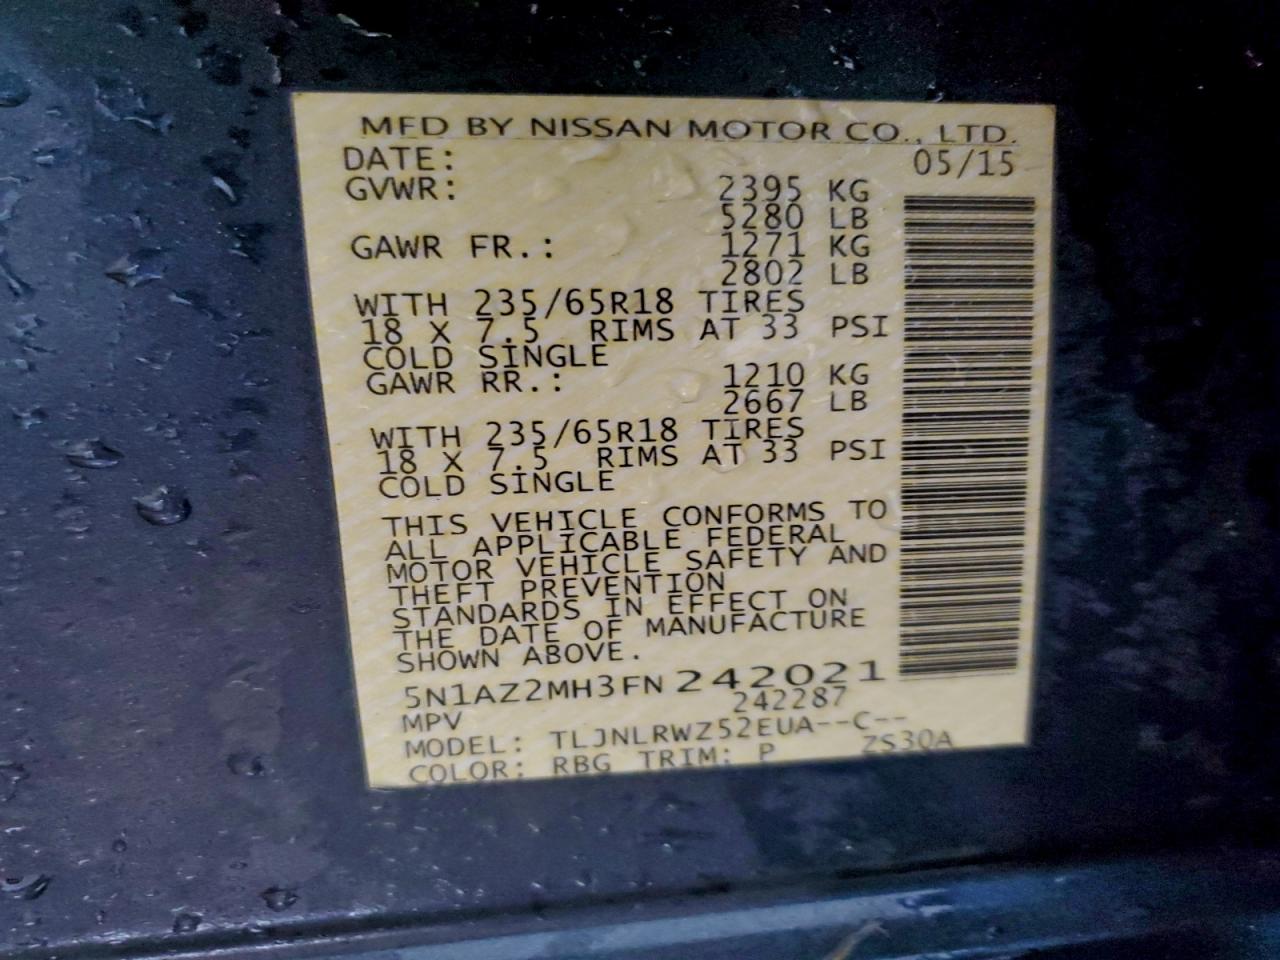 MFD BY NISSAN MOTOR CO., LTD.
DATE: 05/15
GVWR: 2395 KG
5280 LB
GAWR FR.: 1271 KG
2802 LB
WITH 235/65R18 TIRES
18 X 7.5 RIMS AT 33 PSI
COLD SINGLE
GAWR RR.: 1210 KG
2667 LB
WITH 235/65R18 TIRES
18 X 7.5 RIMS AT 33 PSI
COLD SINGLE
THIS VEHICLE CONFORMS TO
ALL APPLICABLE FEDERAL
MOTOR VEHICLE SAFETY AND
THEFT PREVENTION
STANDARDS IN EFFECT ON
THE DATE OF MANUFACTURE
SHOWN ABOVE.
5N1AZ2MH3FN242021
MPV 242287
MODEL: TLJNLRWZ52EUA--C--
COLOR: RBG TRIM: P ZS30A